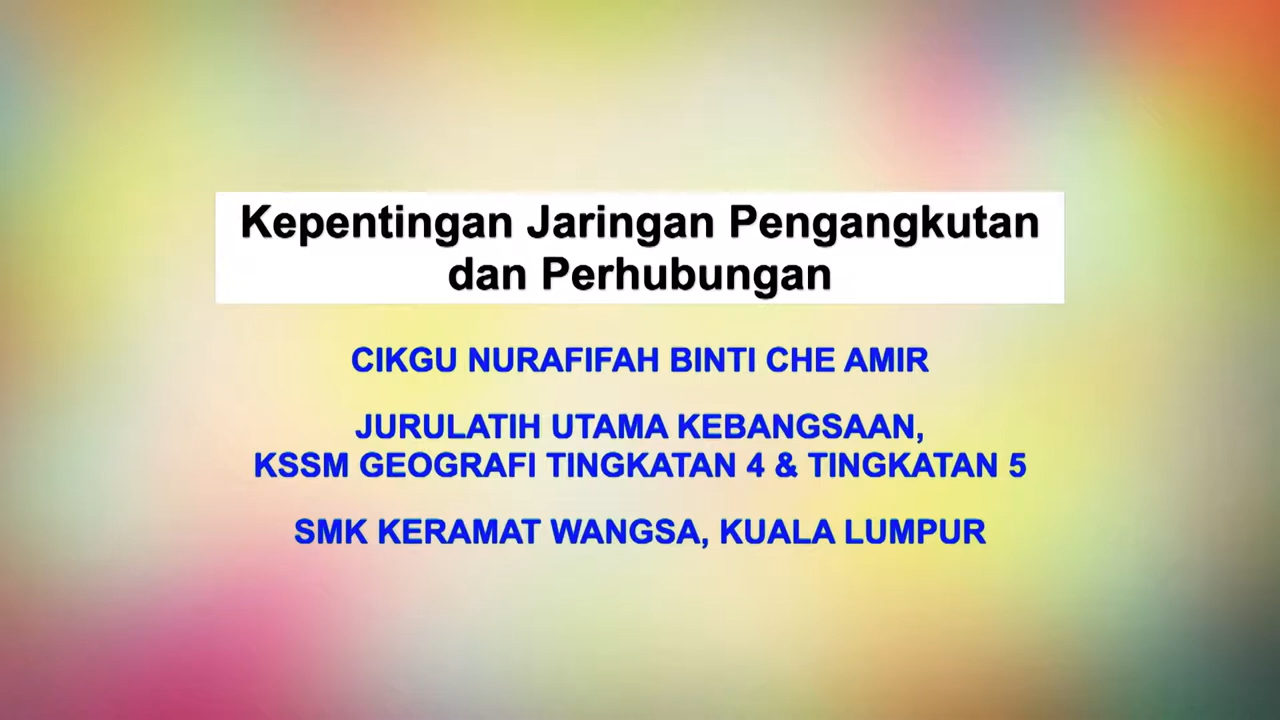 Kepentingan Jaringan Pengangkutan
dan Perhubungan
CIKGU NURAFIFAH BINTI CHE AMIR
JURULATIH UTAMA KEBANGSAAN,
KSSM GEOGRAFI TINGKATAN 4 & TINGKATAN 5
SMK KERAMAT WANGSA, KUALA LUMPUR